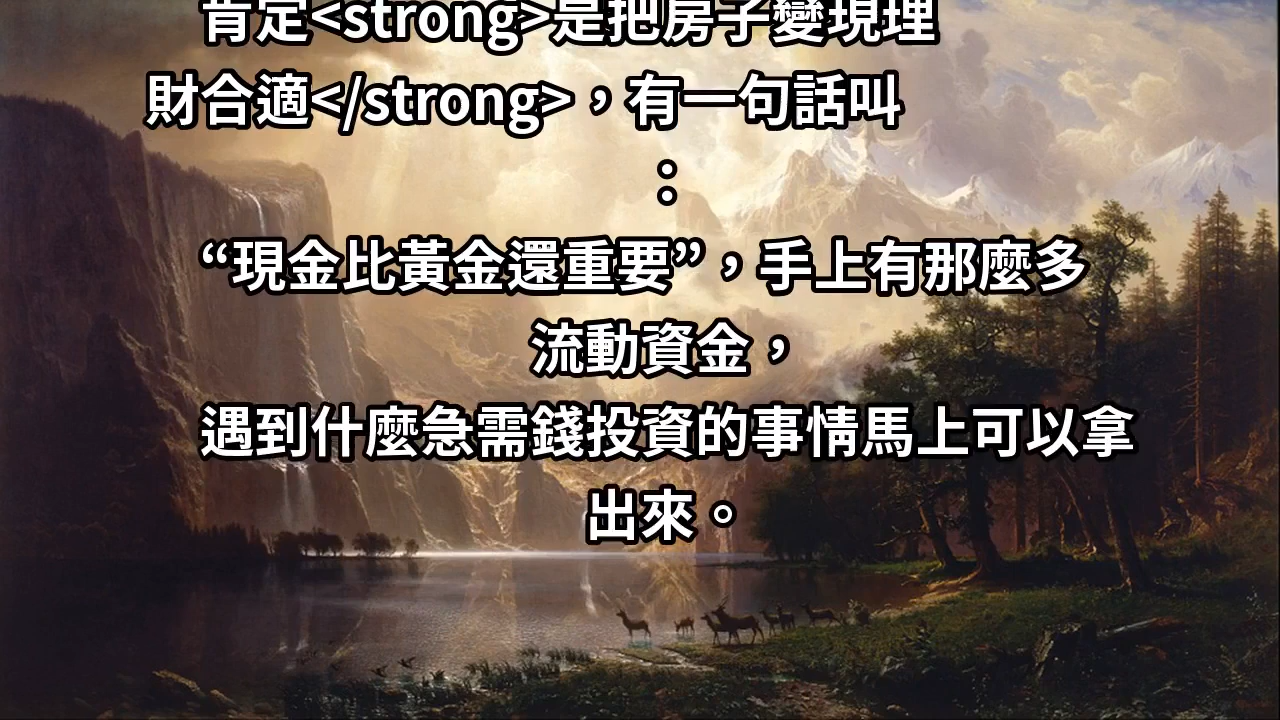 肯定<strong>是把房子變現理
財合適</strong>，有一句話叫
：
“現金比黃金還重要”，手上有那麼多
流動資金，
遇到什麼急需錢投資的事情馬上可以拿
出來。